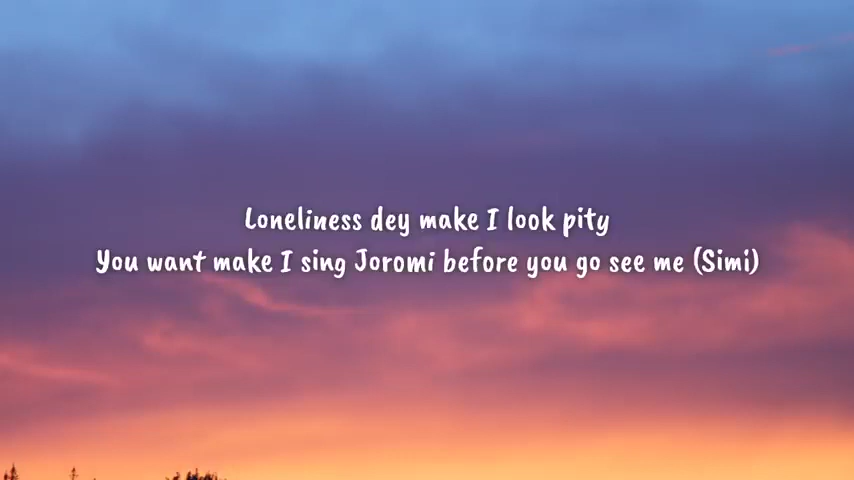 Loneliness dey make I look pity
You want make I sing Joromi before you go see me (Simi)